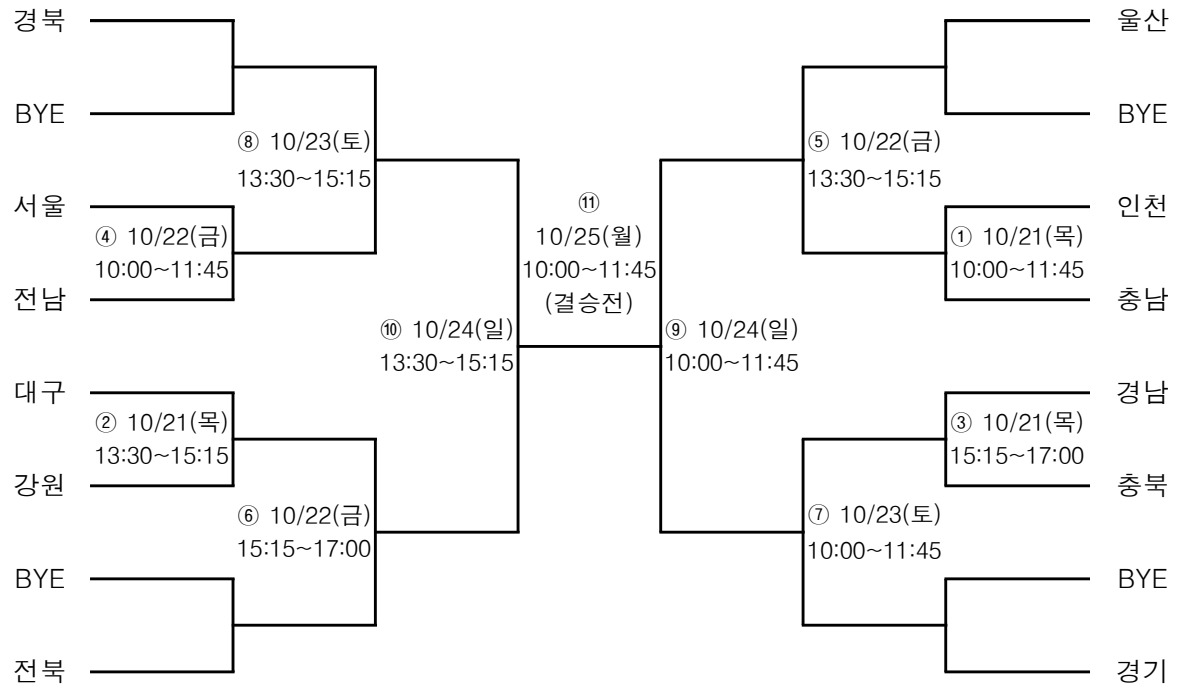 경북
울산
BYE
BYE
⑧ 10/23(토)
13:30~15:15
⑤ 10/22(금)
13:30~15:15
서울
인천
④ 10/22(금)
10:00~11:45
⑪
10/25(월)
10:00~11:45
(결승전)
① 10/21(목)
10:00~11:45
전남
충남
⑩ 10/24(일)
13:30~15:15
⑨ 10/24(일)
10:00~11:45
대구
경남
② 10/21(목)
13:30~15:15
③ 10/21(목)
15:15~17:00
강원
충북
⑥ 10/22(금)
15:15~17:00
⑦ 10/23(토)
10:00~11:45
BYE
BYE
전북
경기